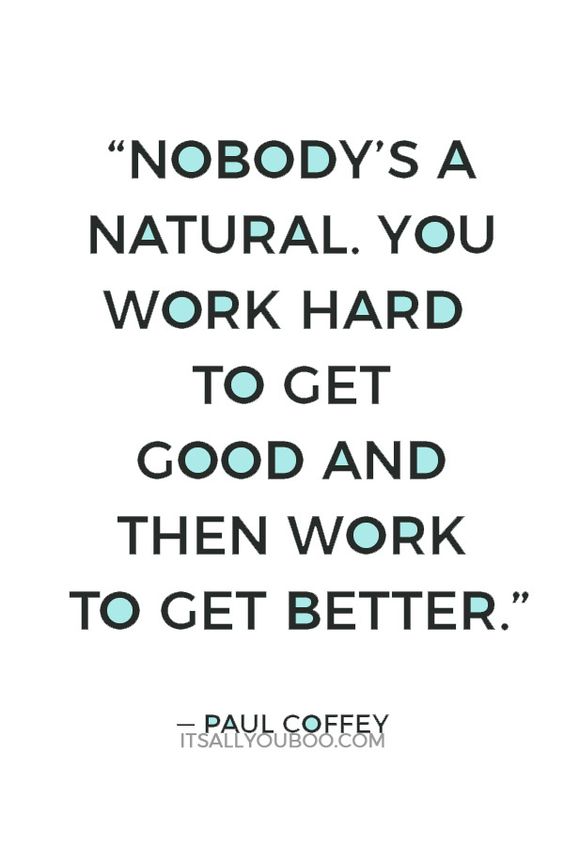 “NOBODY’S A
NATURAL. YOU
WORK HARD
TO GET
GOOD AND
THEN WORK
TO GET BETTER.”
— PAUL COFFEY
ITSALLYOUBOO.COM